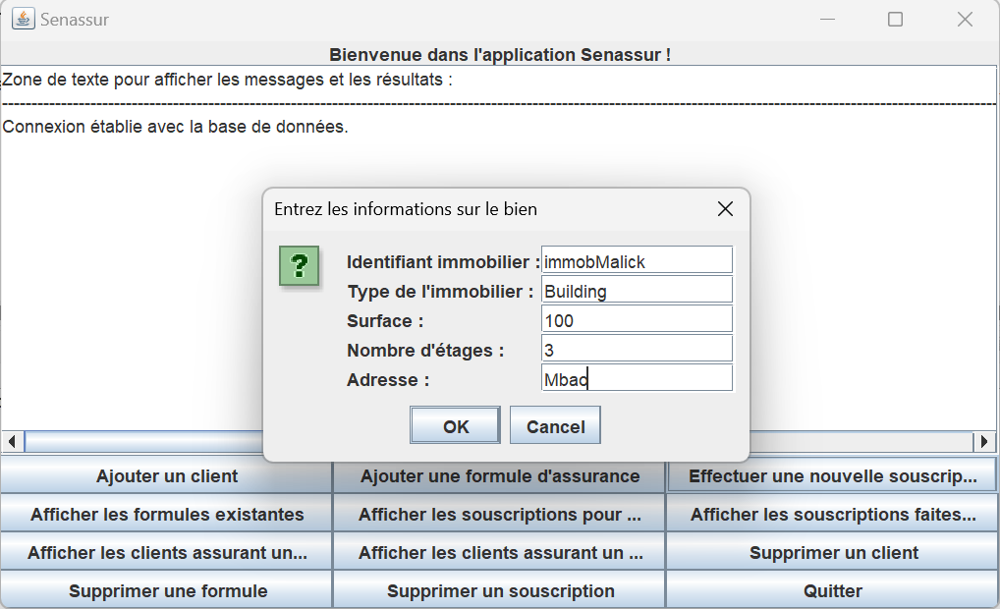 Senassur
Bienvenue dans l'application Senassur !
Zone de texte pour afficher les messages et les résultats :
Connexion établie avec la base de données.
Entrez les informations sur le bien
Identifiant immobilier : immobMalick
Type de l'immobilier : Building
Surface : 100
Nombre d'étages : 3
Adresse : Mbao
OK Cancel
Ajouter un client Ajouter une formule d'assurance Effectuer une nouvelle souscrip...
Afficher les formules existantes Afficher les souscriptions pour ... Afficher les souscriptions faites...
Afficher les clients assurant un... Afficher les clients assurant un ... Supprimer un client
Supprimer une formule Supprimer un souscription Quitter